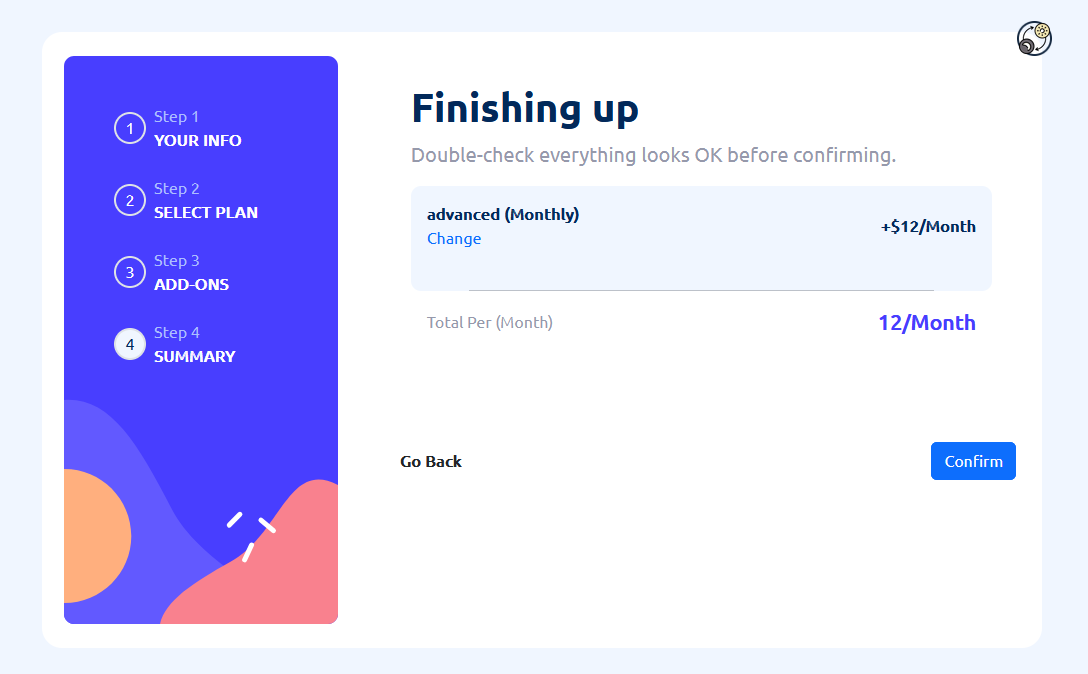 1
Step 1
YOUR INFO
2
Step 2
SELECT PLAN
3
Step 3
ADD-ONS
4
Step 4
SUMMARY
Finishing up
Double-check everything looks OK before confirming.
advanced (Monthly)
Change
+$12/Month
Total Per (Month)
12/Month
Go Back
Confirm